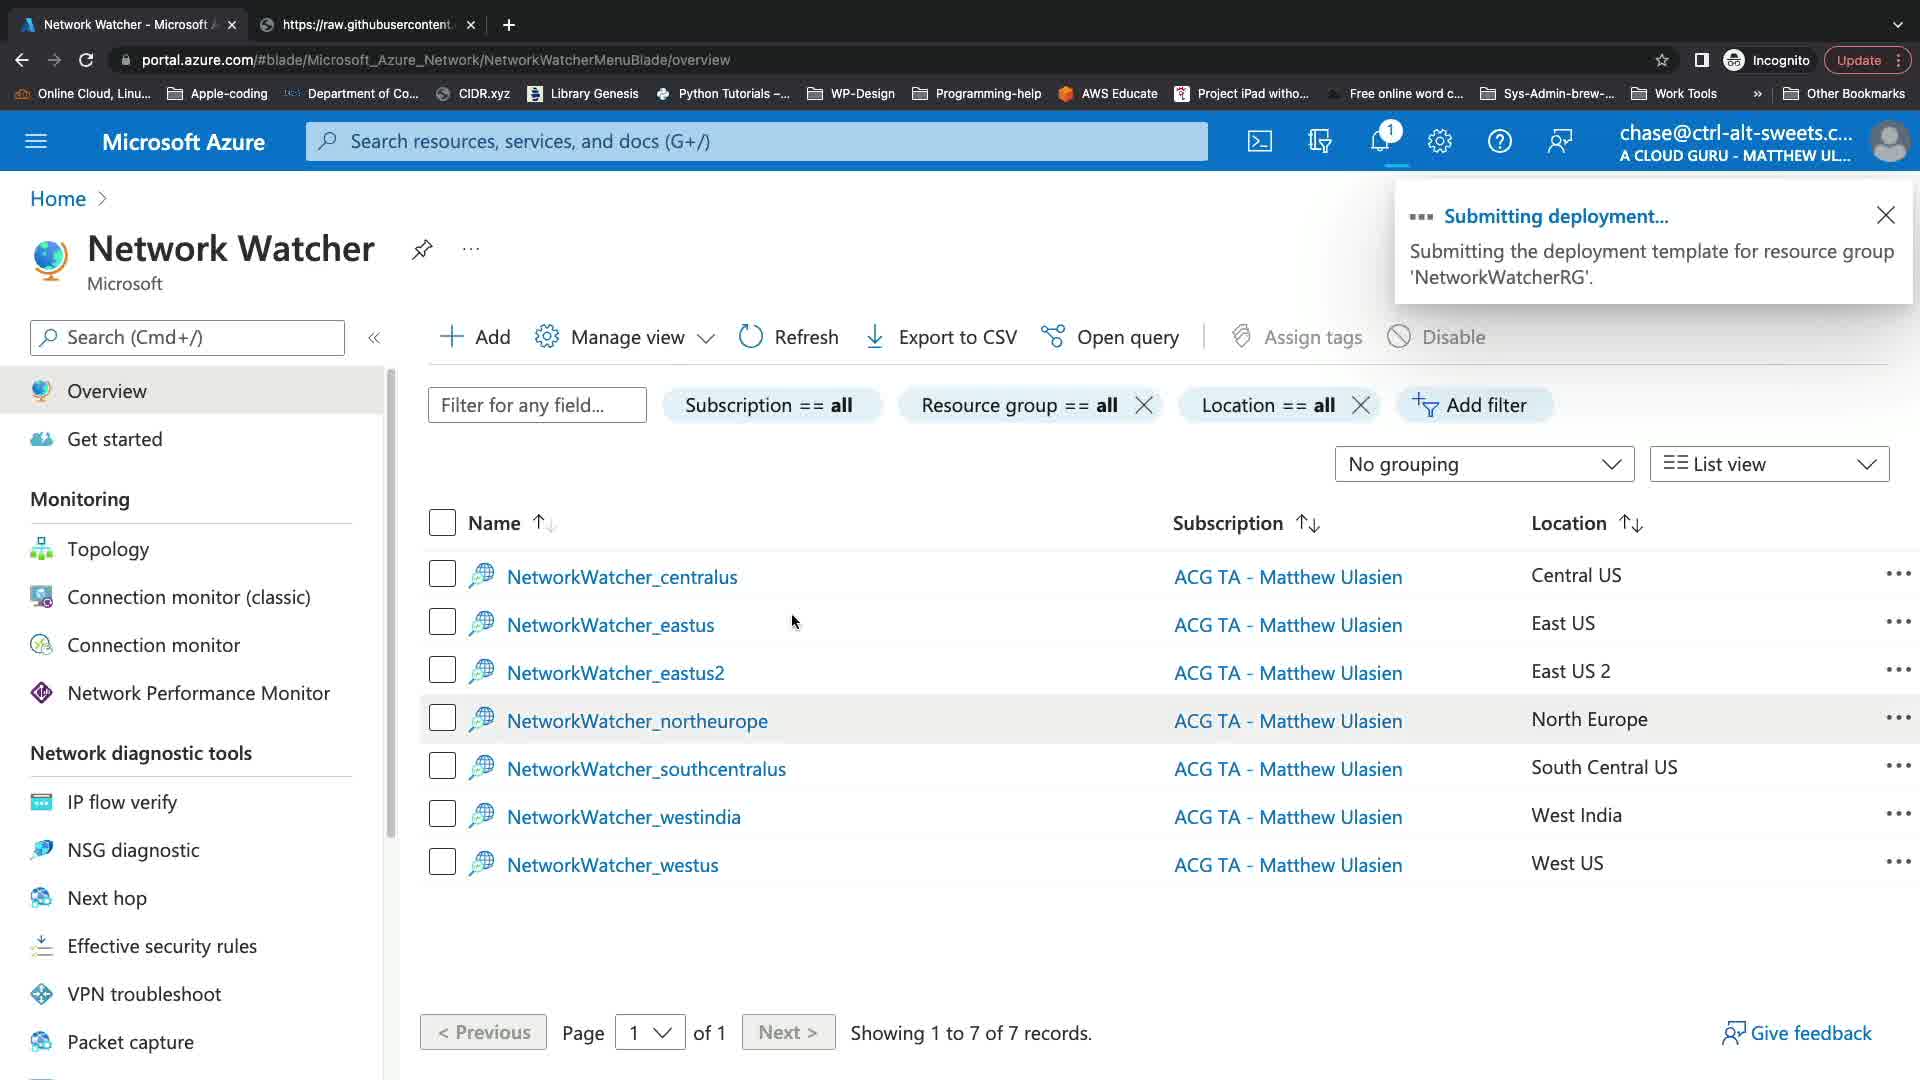 Network Watcher - Microsoft A
https://raw.githubusercontent.
portal.azure.com/#blade/Microsoft_Azure_Network/NetworkWatcherMenuBlade/overview
Incognito
Update
Online Cloud, Linu...
Apple-coding
Department of Co...
CIDR.xyz
Library Genesis
Python Tutorials –...
WP-Design
Programming-help
AWS Educate
Project iPad witho...
Free online word c...
Sys-Admin-brew-...
Work Tools
»
Other Bookmarks
Microsoft Azure
Search resources, services, and docs (G+/)
1
chase@ctrl-alt-sweets.c...
A CLOUD GURU - MATTHEW UL...
Home >
Submitting deployment...
Submitting the deployment template for resource group
'NetworkWatcherRG'.
Network Watcher
...
Microsoft
Search (Cmd+/)
«
Add
Manage view
Refresh
Export to CSV
Open query
Assign tags
Disable
Overview
Get started
Monitoring
Topology
Connection monitor (classic)
Connection monitor
Network Performance Monitor
Network diagnostic tools
IP flow verify
NSG diagnostic
Next hop
Effective security rules
VPN troubleshoot
Packet capture
Filter for any field...
Subscription == all
Resource group == all
Location == all
Add filter
No grouping
List view
Name
Subscription
Location
NetworkWatcher_centralus
ACG TA - Matthew Ulasien
Central US
NetworkWatcher_eastus
ACG TA - Matthew Ulasien
East US
NetworkWatcher_eastus2
ACG TA - Matthew Ulasien
East US 2
NetworkWatcher_northeurope
ACG TA - Matthew Ulasien
North Europe
NetworkWatcher_southcentralus
ACG TA - Matthew Ulasien
South Central US
NetworkWatcher_westindia
ACG TA - Matthew Ulasien
West India
NetworkWatcher_westus
ACG TA - Matthew Ulasien
West US
< Previous
Page
1
of 1
Next >
Showing 1 to 7 of 7 records.
Give feedback